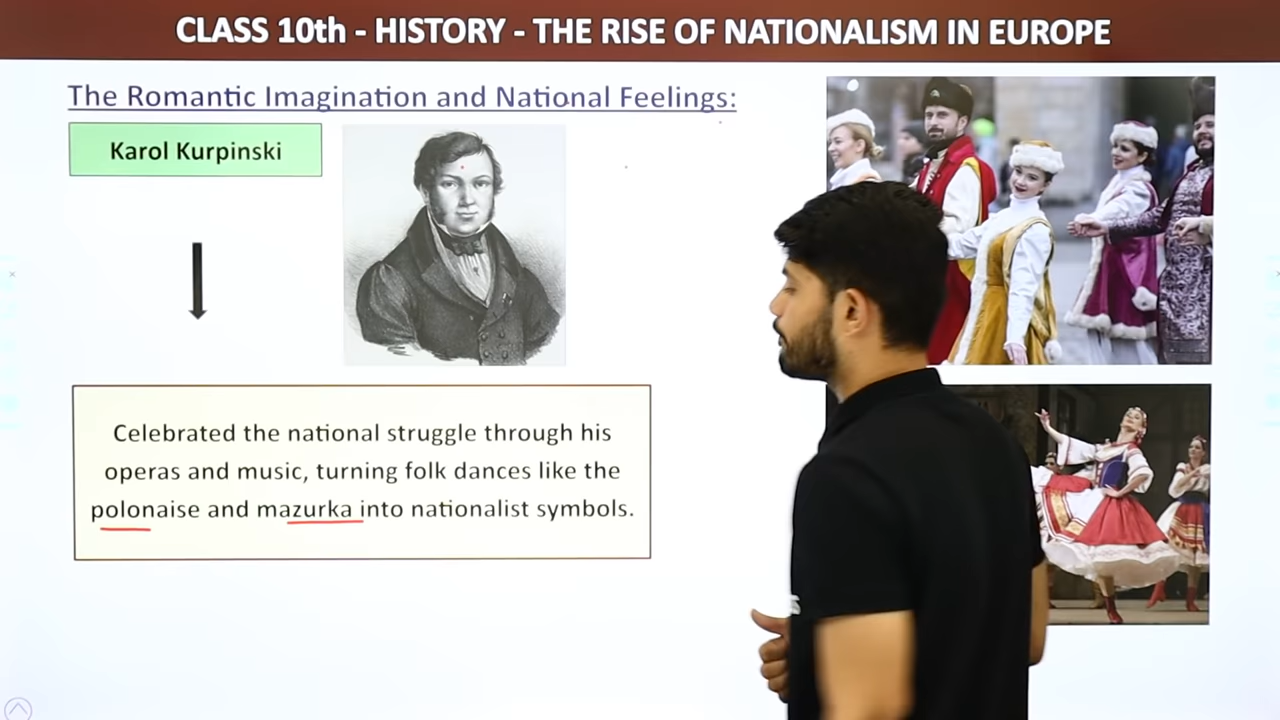 CLASS 10th - HISTORY - THE RISE OF NATIONALISM IN EUROPE
The Romantic Imagination and National Feelings:
Karol Kurpinski
Celebrated the national struggle through his
operas and music, turning folk dances like the
polonaise and mazurka into nationalist symbols.